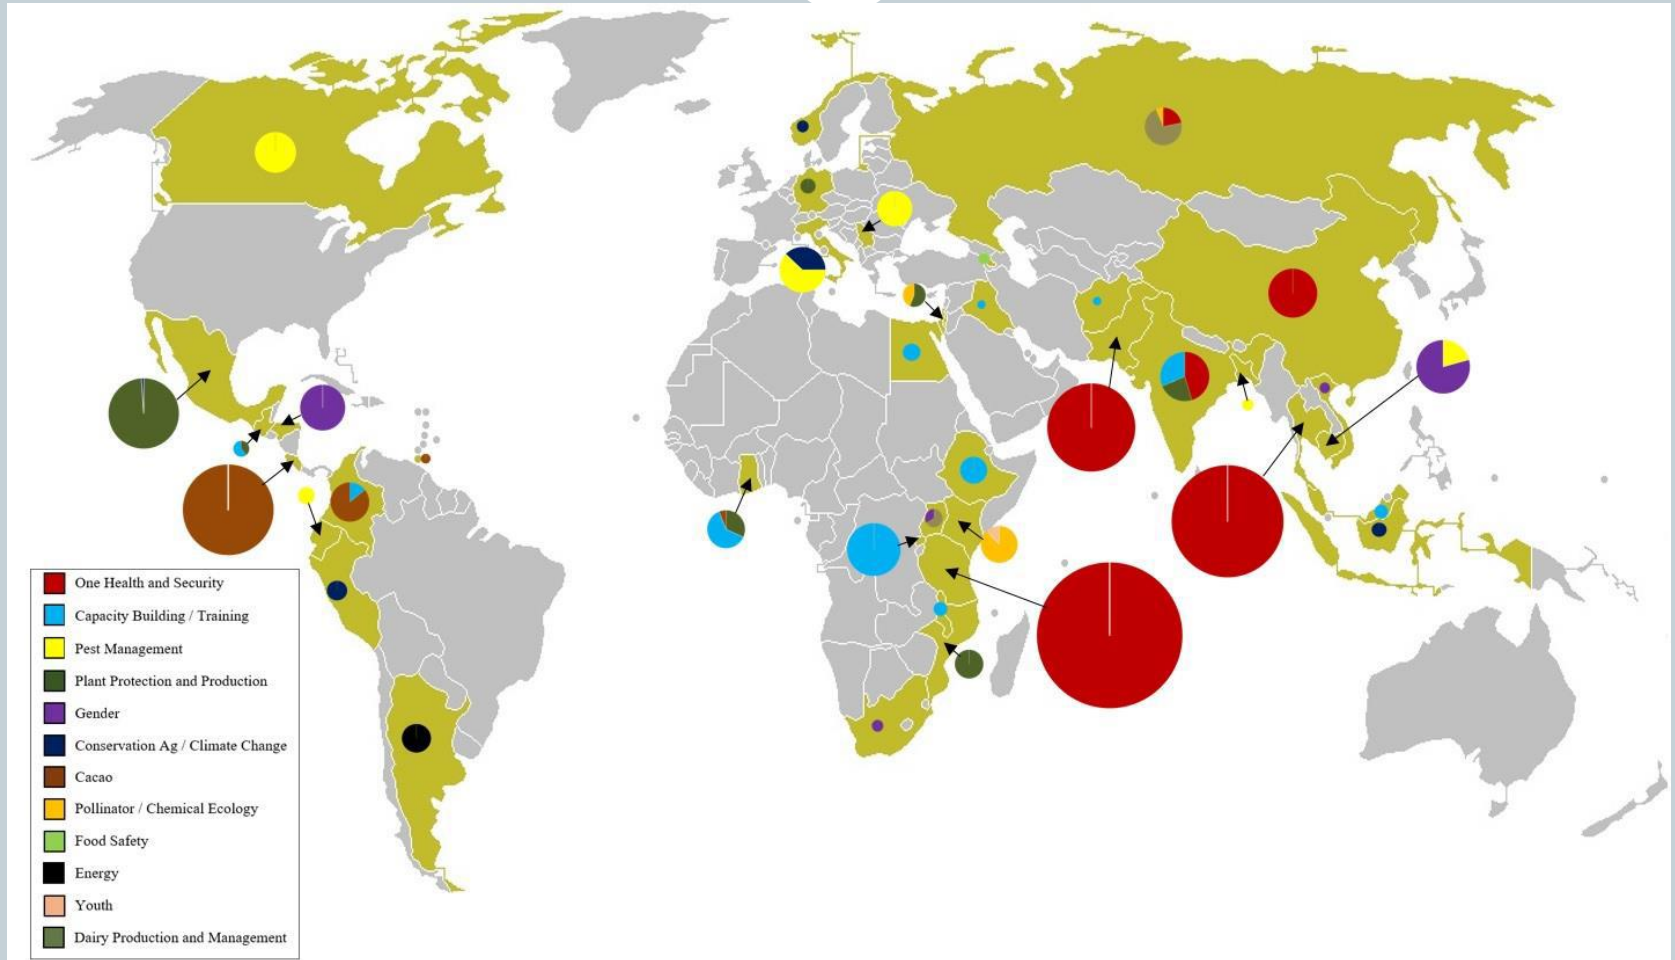 One Health and Security
Capacity Building / Training
Pest Management
Plant Protection and Production
Gender
Conservation Ag / Climate Change
Cacao
Pollinator / Chemical Ecology
Food Safety
Energy
Youth
Dairy Production and Management